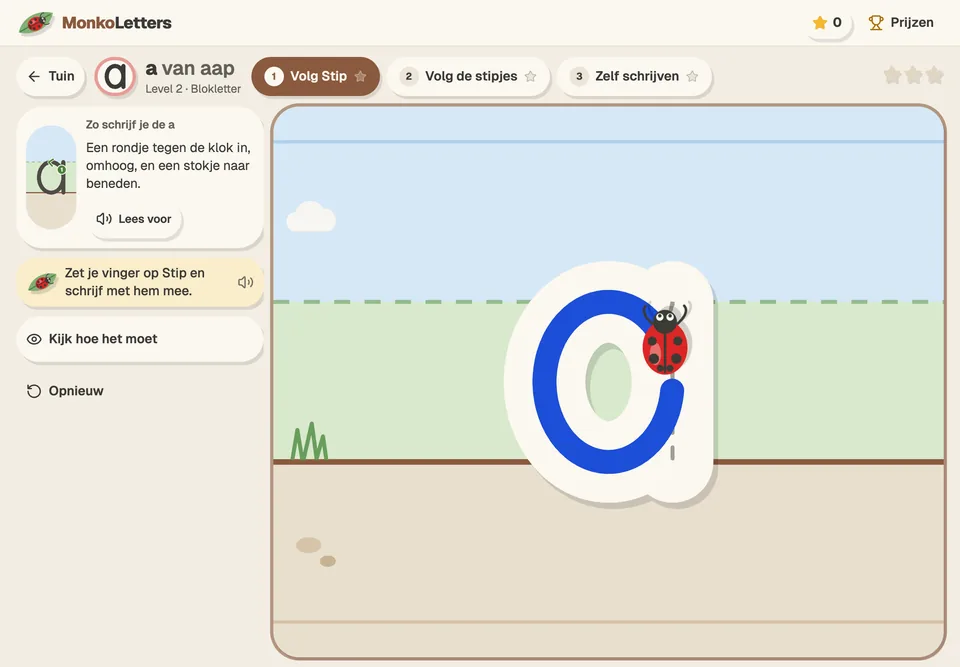 MonkoLetters
0
Prijzen
Tuin
a
a van aap
Level 2 · Blokletter
1 Volg Stip
2 Volg de stipjes
3 Zelf schrijven
Zo schrijf je de a
Een rondje tegen de klok in,
omhoog, en een stokje naar
beneden.
a
1
Lees voor
Zet je vinger op Stip en
schrijf met hem mee.
Kijk hoe het moet
Opnieuw
a